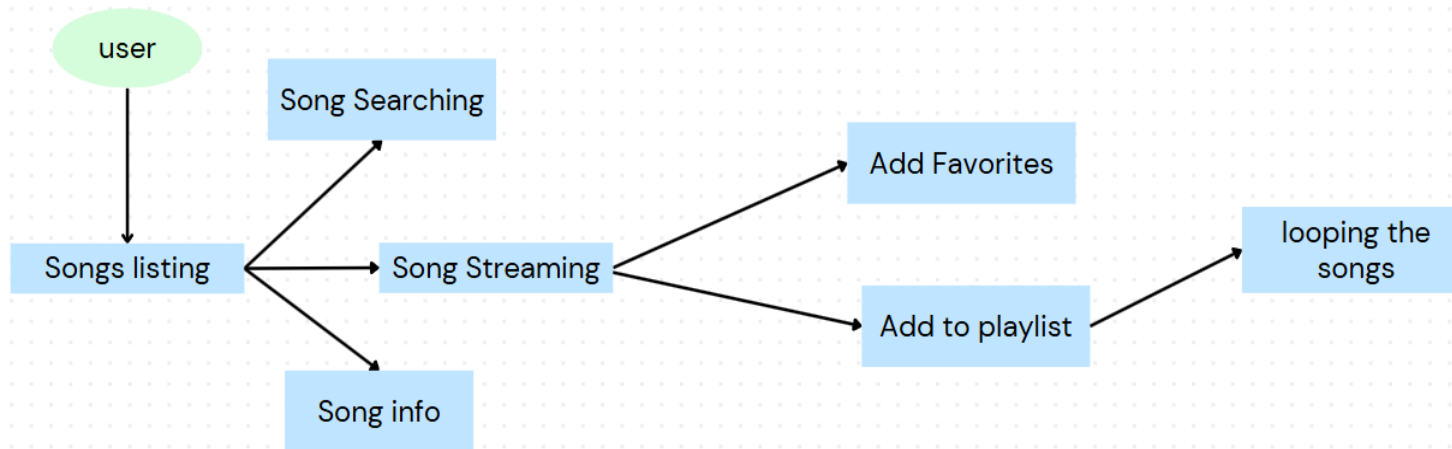 user
Song Searching
Songs listing
Song Streaming
Song info
Add Favorites
Add to playlist
looping the
songs